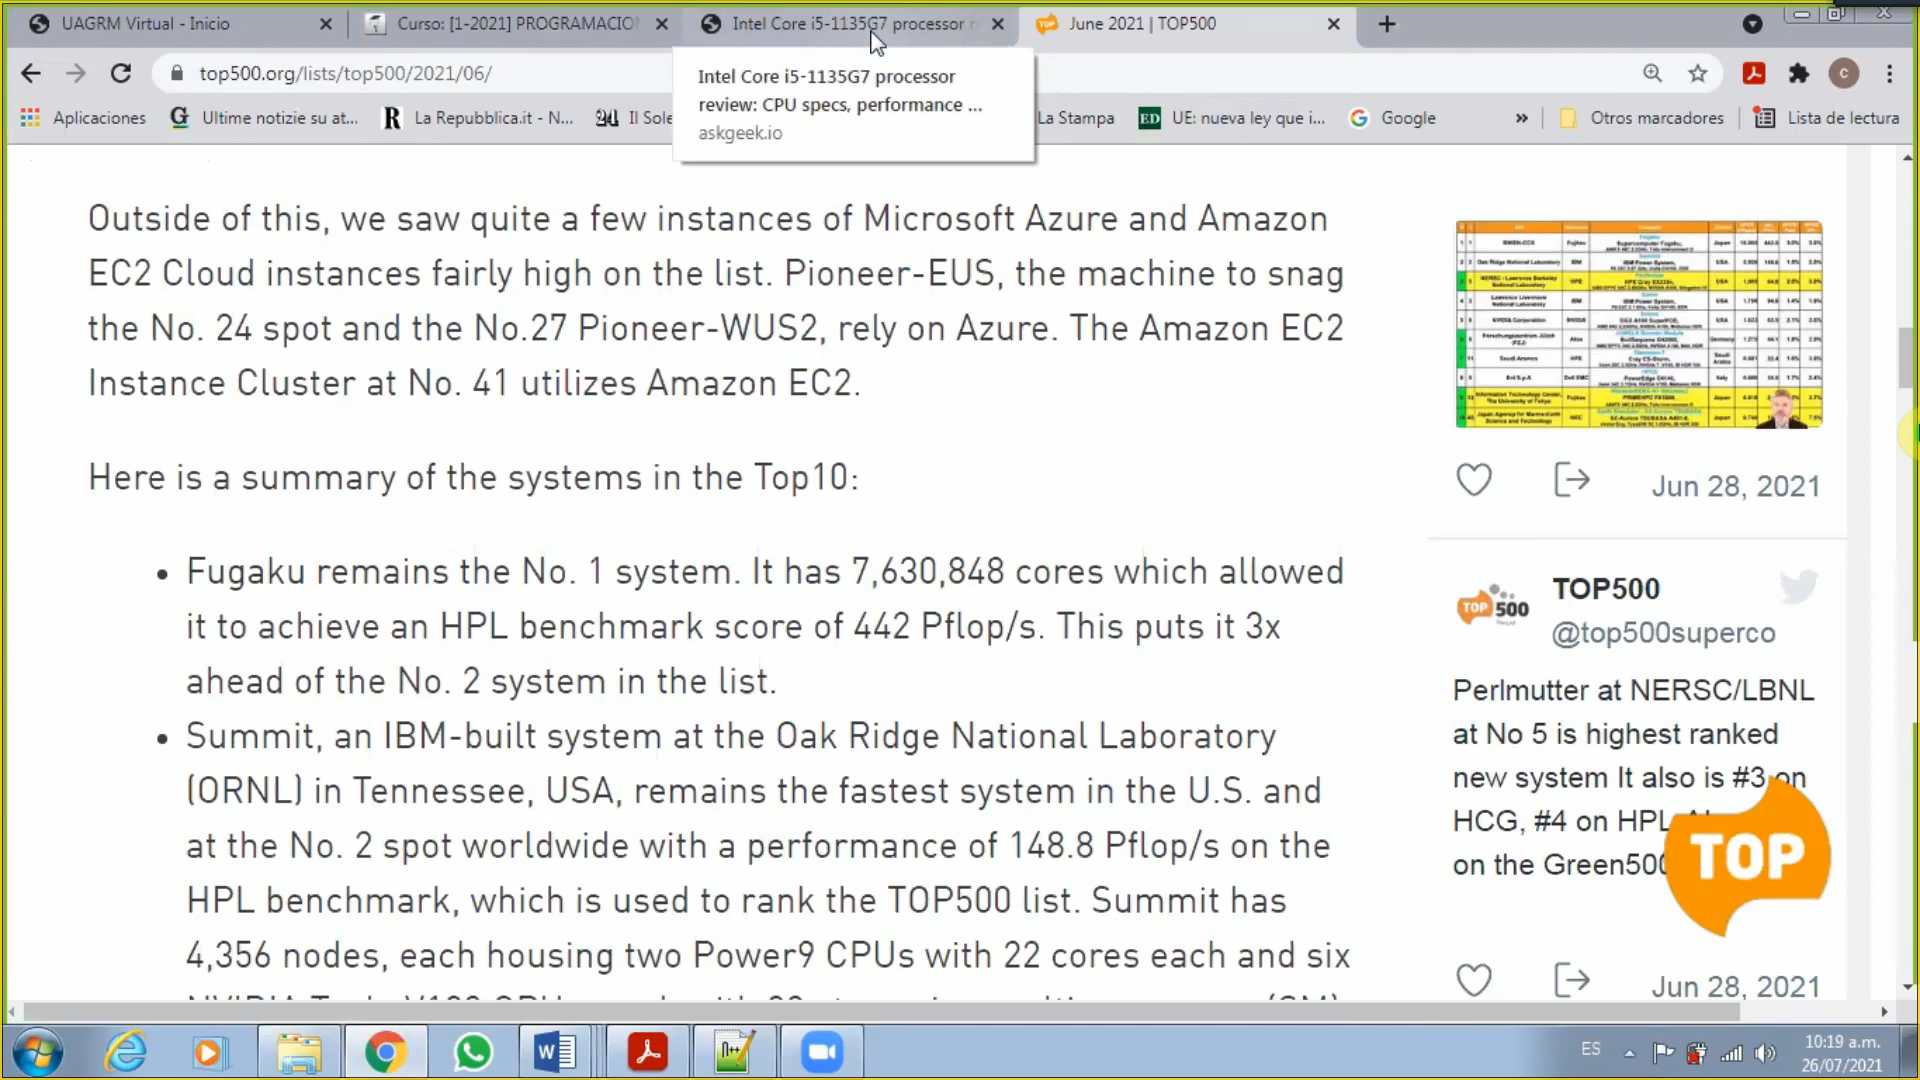 UAGRM Virtual - Inicio
Curso: [1-2021] PROGRAMACION
Intel Core i5-1135G7 processor
June 2021 | TOP500
top500.org/lists/top500/2021/06/
Intel Core i5-1135G7 processor
review: CPU specs, performance ...
askgeek.io
Aplicaciones
Ultime notizie su at...
La Repubblica.it - N...
Il Sole
La Stampa
UE: nueva ley que i...
Google
»
Otros marcadores
Lista de lectura
Outside of this, we saw quite a few instances of Microsoft Azure and Amazon
EC2 Cloud instances fairly high on the list. Pioneer-EUS, the machine to snag
the No. 24 spot and the No.27 Pioneer-WUS2, rely on Azure. The Amazon EC2
Instance Cluster at No. 41 utilizes Amazon EC2.
Here is a summary of the systems in the Top10:
• Fugaku remains the No. 1 system. It has 7,630,848 cores which allowed
it to achieve an HPL benchmark score of 442 Pflop/s. This puts it 3x
ahead of the No. 2 system in the list.
• Summit, an IBM-built system at the Oak Ridge National Laboratory
(ORNL) in Tennessee, USA, remains the fastest system in the U.S. and
at the No. 2 spot worldwide with a performance of 148.8 Pflop/s on the
HPL benchmark, which is used to rank the TOP500 list. Summit has
4,356 nodes, each housing two Power9 CPUs with 22 cores each and six
Jun 28, 2021
TOP 500
TOP500
@top500superco
Perlmutter at NERSC/LBNL
at No 5 is highest ranked
new system It also is #3 on
HCG, #4 on HPL
on the Green500
TOP
Jun 28, 2021
ES
10:19 a.m.
26/07/2021